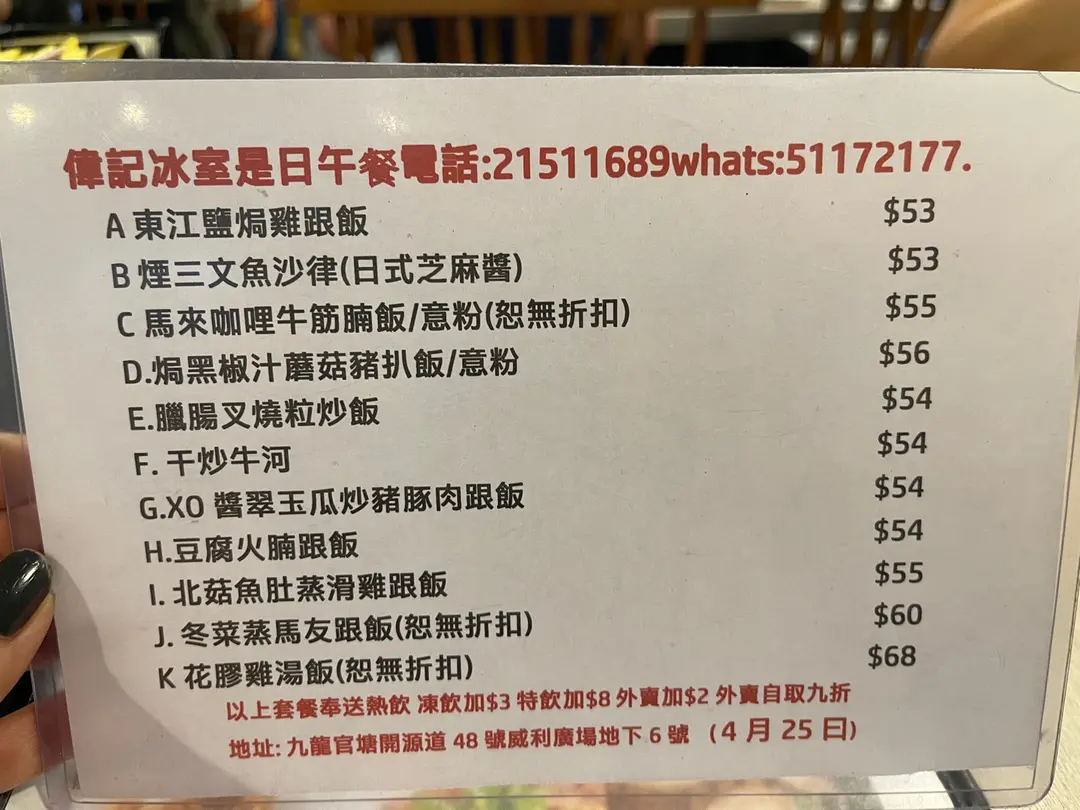 偉記冰室是日午餐電話:21511689whats:51172177.
A 東江鹽焗雞跟飯 $53
B 煙三文魚沙律(日式芝麻醬) $53
C 馬來咖哩牛筋腩飯/意粉(恕無折扣) $55
D.焗黑椒汁蘑菇豬扒飯/意粉 $56
E.臘腸叉燒粒炒飯 $54
F. 干炒牛河 $54
G.XO 醬翠玉瓜炒豬豚肉跟飯 $54
H.豆腐火腩跟飯 $54
I. 北菇魚肚蒸滑雞跟飯 $55
J. 冬菜蒸馬友跟飯(恕無折扣) $60
K 花膠雞湯飯(恕無折扣) $68
以上套餐奉送熱飲 凍飲加$3 特飲加$8 外賣加$2 外賣自取九折
地址: 九龍官塘開源道 48 號威利廣場地下 6 號 (4 月 25 日)